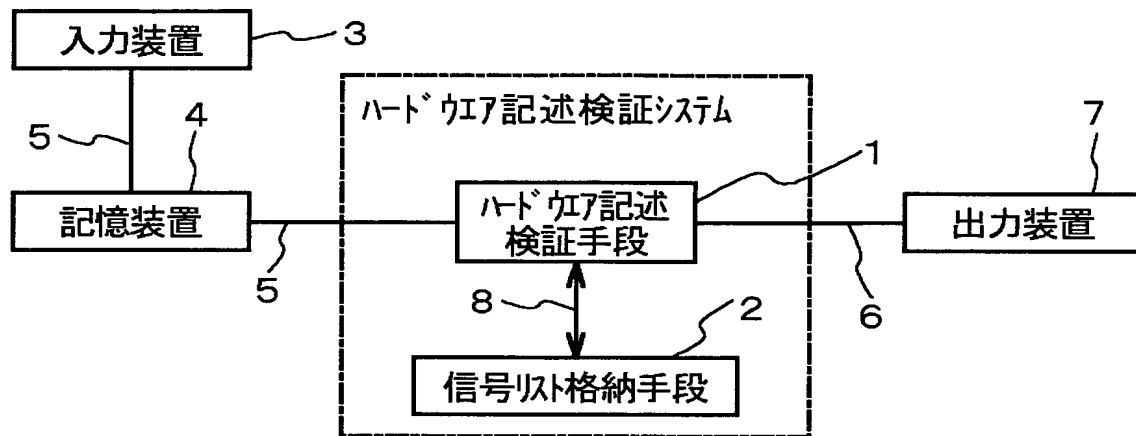 入力装置
3
ハードウエア記述検証システム
5
4
1
7
記憶装置
ハードウエア記述
検証手段
出力装置
5
8
2
6
信号リスト格納手段